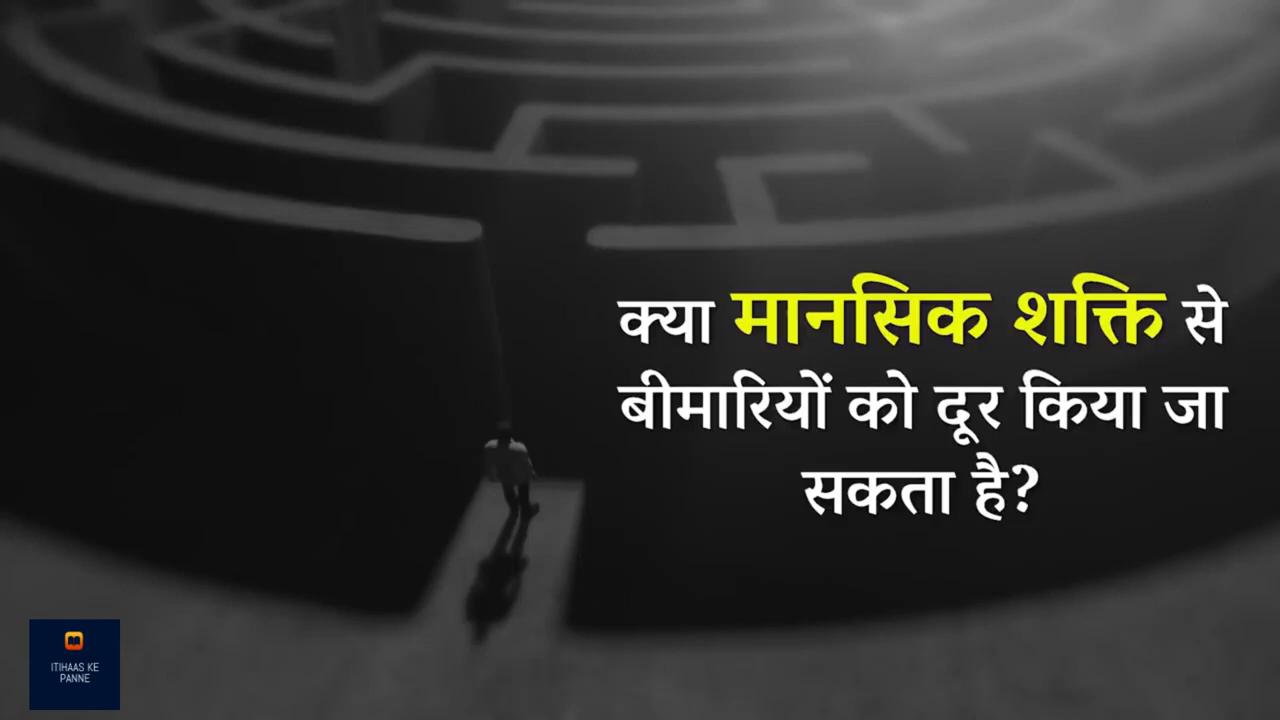 क्या मानसिक शक्ति से
बीमारियों को दूर किया जा
सकता है?
ITIHAAS KE
PANNE